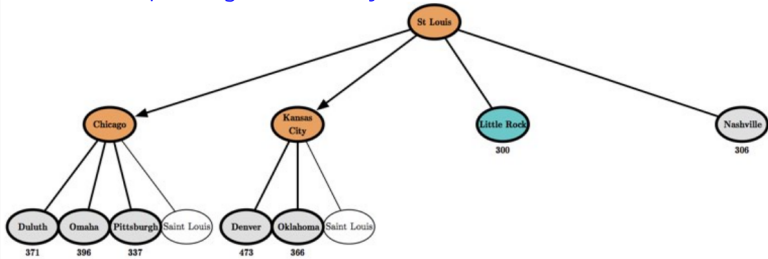 St Louis
Chicago
Kansas
City
Little Rock
Nashville
300
306
Duluth
Omaha
Pittsburgh
Saint Louis
Denver
Oklahoma
Saint Louis
371
396
337
473
366